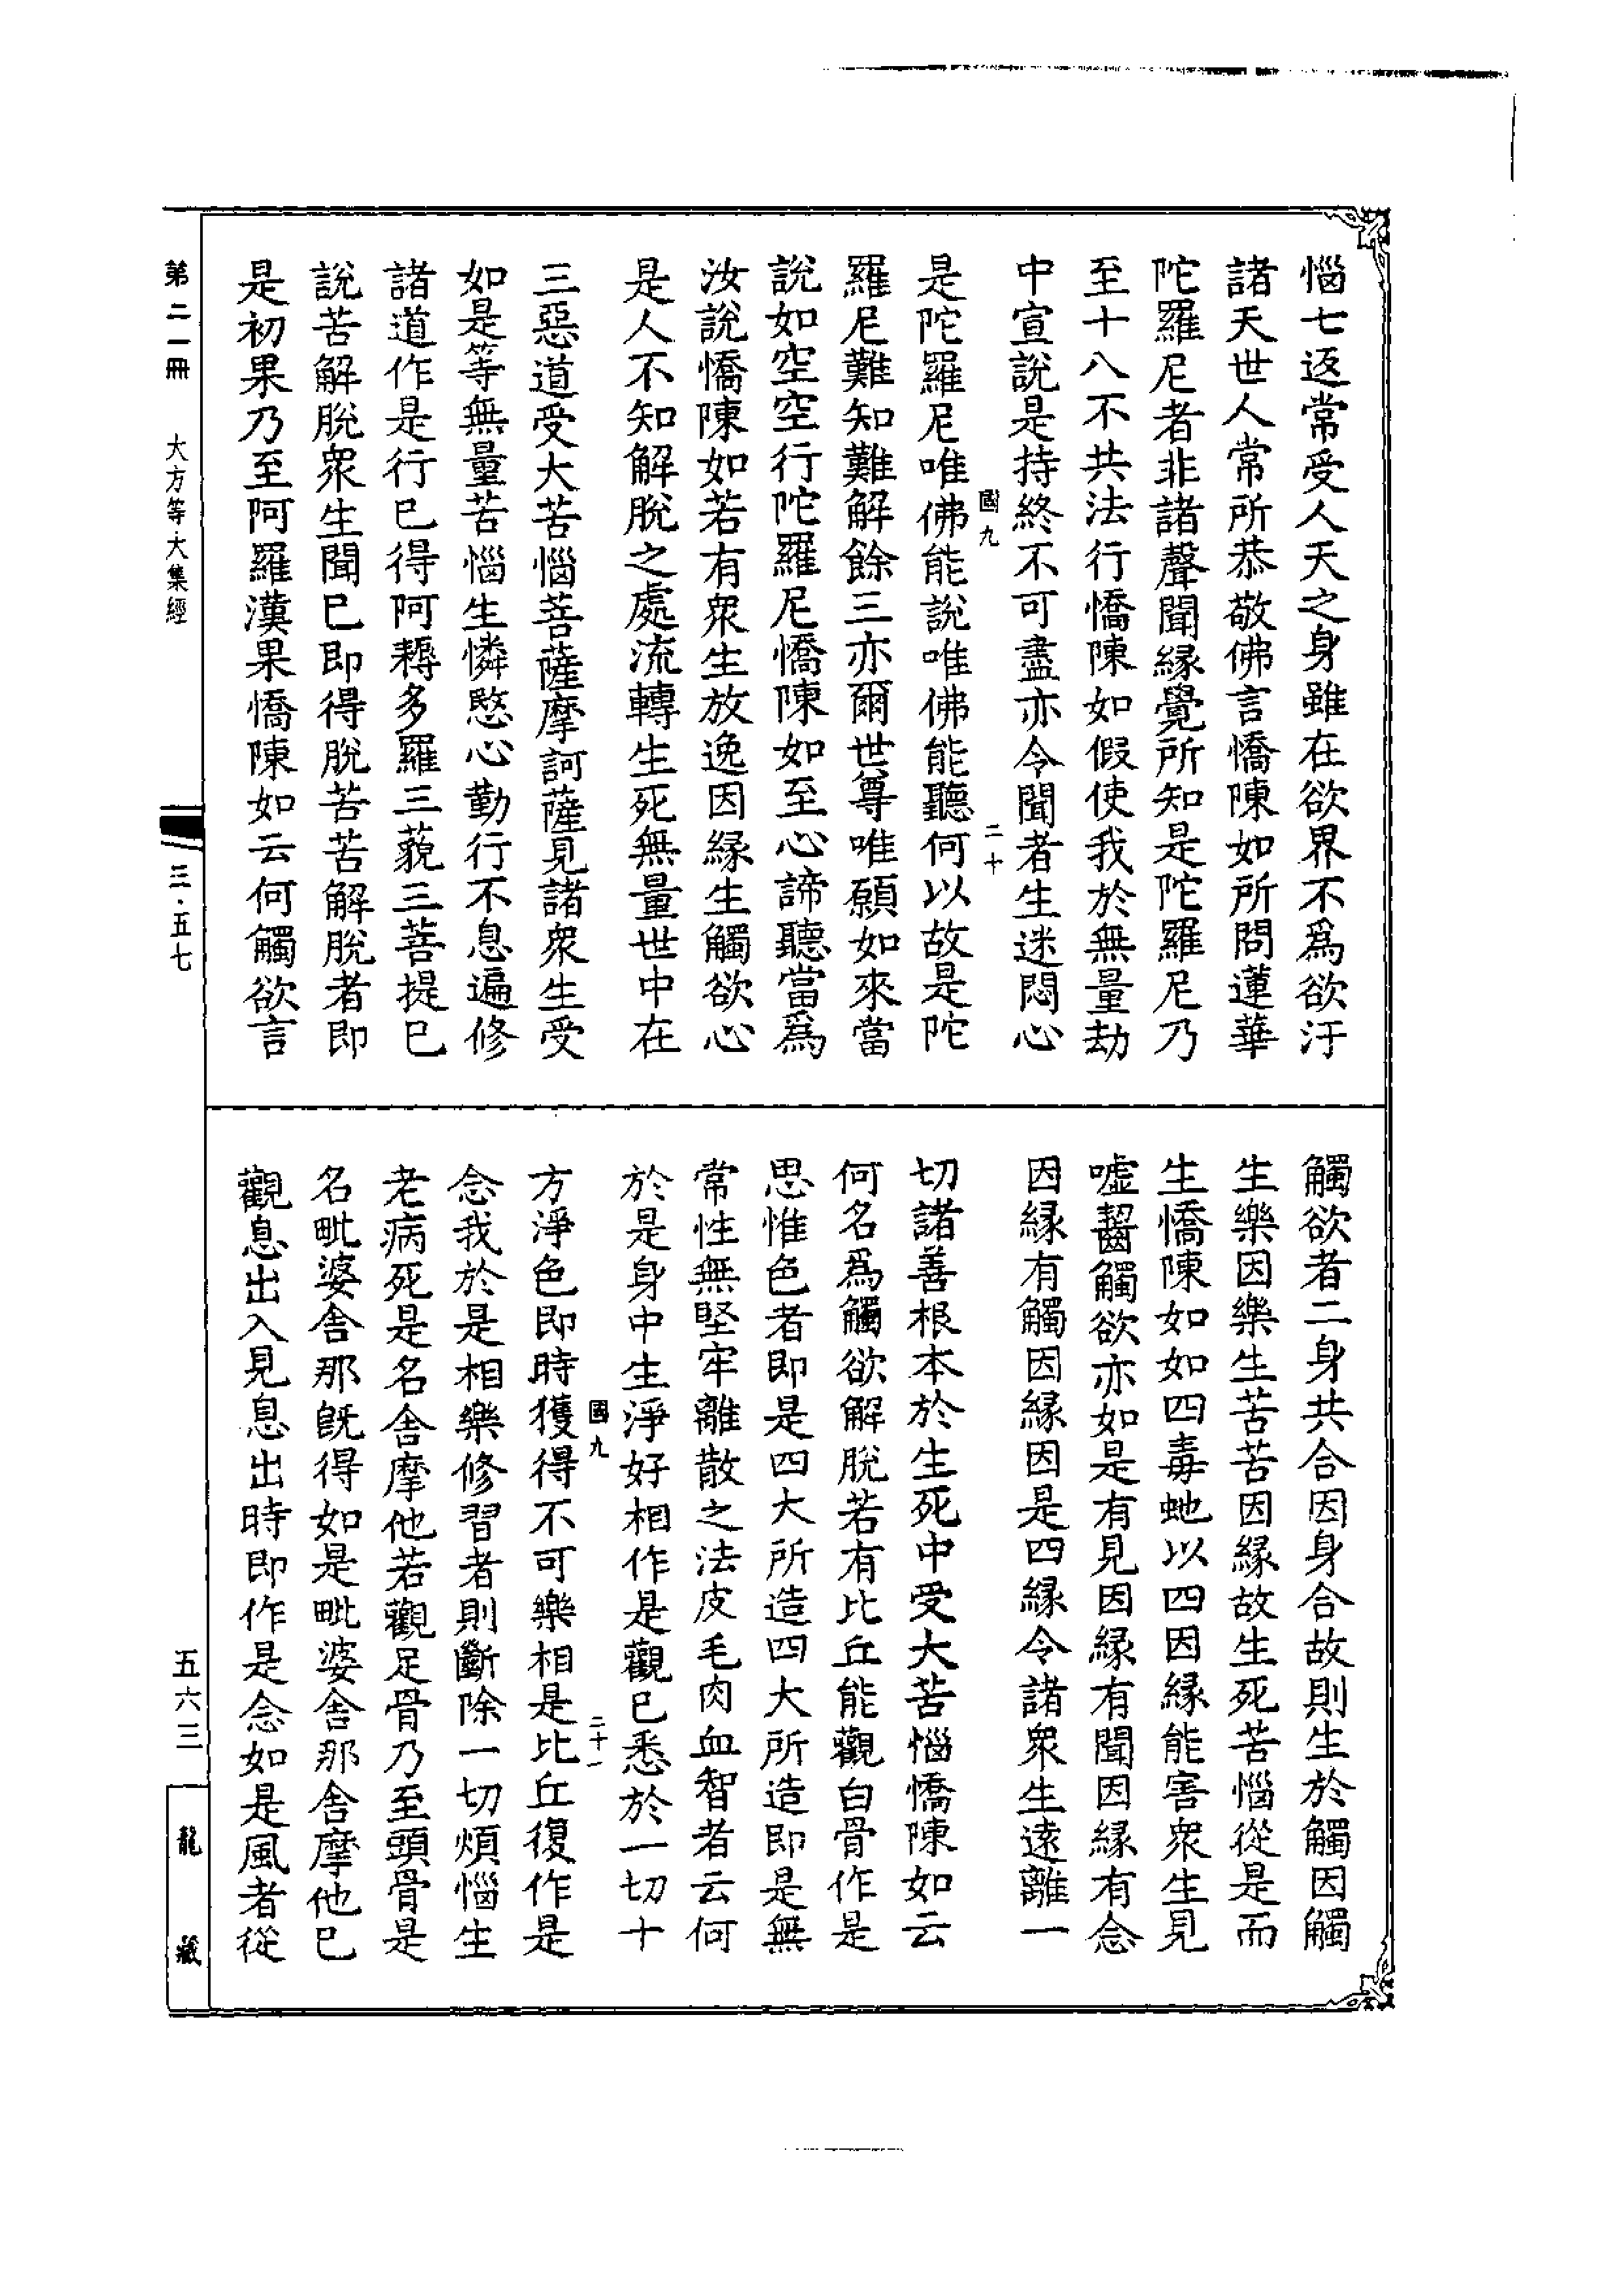 惱七返常受人天之身雖在欲界不爲欲汙
諸天世人常所恭敬佛言憍陳如所問蓮華
陀羅尼者非諸聲聞緣覺所知是陀羅尼乃
至十八不共法行憍陳如假使我於無量劫
中宣說是持終不可盡亦令聞者生迷悶心
國九 二十
是陀羅尼唯佛能說唯佛能聽何以故是陀
羅尼難知難解餘三亦爾世尊唯願如來當
說如空空行陀羅尼憍陳如至心諦聽當爲
汝說憍陳如若有衆生放逸因緣生觸欲心
是人不知解脫之處流轉生死無量世中在
三惡道受大苦惱菩薩摩訶薩見諸衆生受
如是等無量苦惱生憐愍心勤行不息遍修
諸道作是行已得阿耨多羅三藐三菩提已
說苦解脫衆生聞已即得脫苦苦解脫者即
是初果乃至阿羅漢果憍陳如云何觸欲言
觸欲者二身共合因身合故則生於觸因觸
生樂因樂生苦苦因緣故生死苦惱從是而
生憍陳如如四毒虵以四因緣能害衆生見
噓齧觸欲亦如是有見因緣有聞因緣有念
因緣有觸因緣因是四緣令諸衆生遠離一
切諸善根本於生死中受大苦惱憍陳如云
何名爲觸欲解脫若有比丘能觀白骨作是
思惟色者即是四大所造四大所造即是無
常性無堅牢離散之法皮毛肉血智者云何
於是身中生淨好相作是觀已悉於一切十
國九 二十一
方淨色即時獲得不可樂相是比丘復作是
念我於是相樂修習者則斷除一切煩惱生
老病死是名舍摩他若觀足骨乃至頭骨是
名毗婆舍那既得如是毗婆舍那舍摩他已
觀息出入見息出時即作是念如是風者從
第二一冊 大方等大集經 三·五七 五六三 龍藏